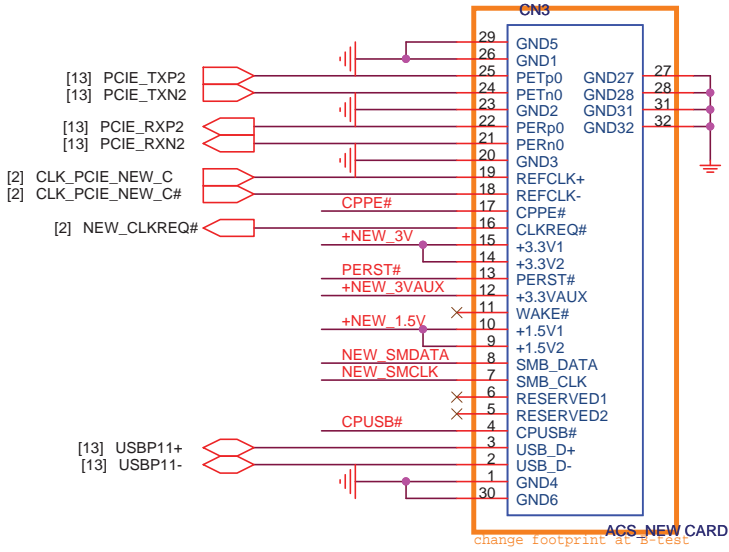 CN3
29 GND5
26 GND1
[13] PCIE_TXP2 25 PETp0 GND27 27
[13] PCIE_TXN2 24 PETn0 GND28 28
23 GND2 GND31 31
[13] PCIE_RXP2 22 PERp0 GND32 32
[13] PCIE_RXN2 21 PERn0
20 GND3
[2] CLK_PCIE_NEW_C 19 REFCLK+
[2] CLK_PCIE_NEW_C# 18 REFCLK-
CPPE# 17 CPPE#
[2] NEW_CLKREQ# 16 CLKREQ#
+NEW_3V 15 +3.3V1
14 +3.3V2
PERST# 13 PERST#
+NEW_3VAUX 12 +3.3VAUX
11 WAKE#
+NEW_1.5V 10 +1.5V1
9 +1.5V2
NEW_SMDATA 8 SMB_DATA
NEW_SMCLK 7 SMB_CLK
6 RESERVED1
5 RESERVED2
CPUSB# 4 CPUSB#
[13] USBP11+ 3 USB_D+
[13] USBP11- 2 USB_D-
1 GND4
30 GND6
ACS_NEW CARD
change footprint at B-test